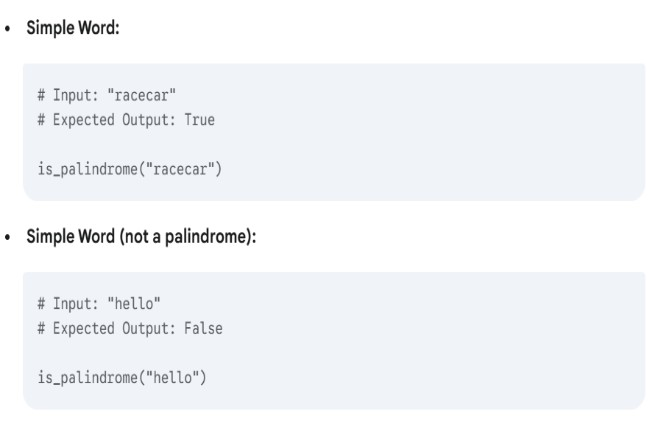 • Simple Word:
# Input: "racecar"
# Expected Output: True
is_palindrome("racecar")
• Simple Word (not a palindrome):
# Input: "hello"
# Expected Output: False
is_palindrome("hello")